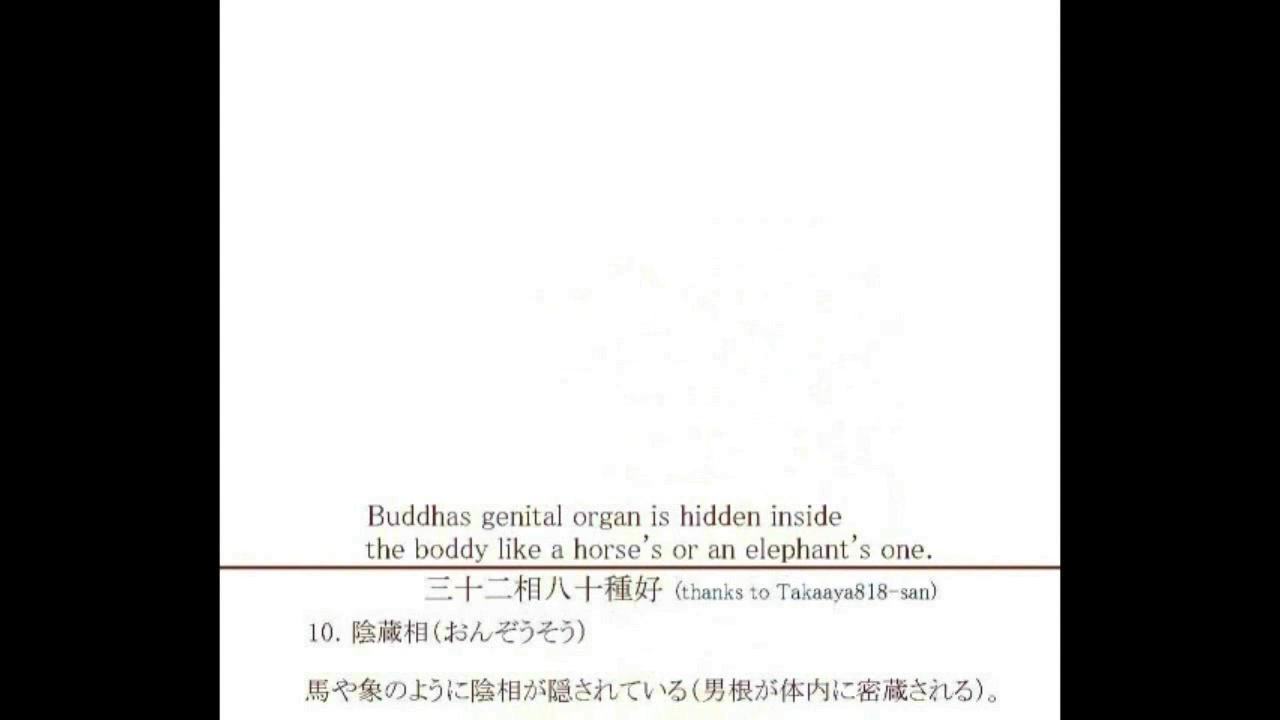 Buddhas genital organ is hidden inside
the boddy like a horse's or an elephant's one.
三十二相八十種好 (thanks to Takaaya818-san)
10. 陰蔵相(おんぞうそう)
馬や象のように陰相が隠されている(男根が体内に密蔵される)。